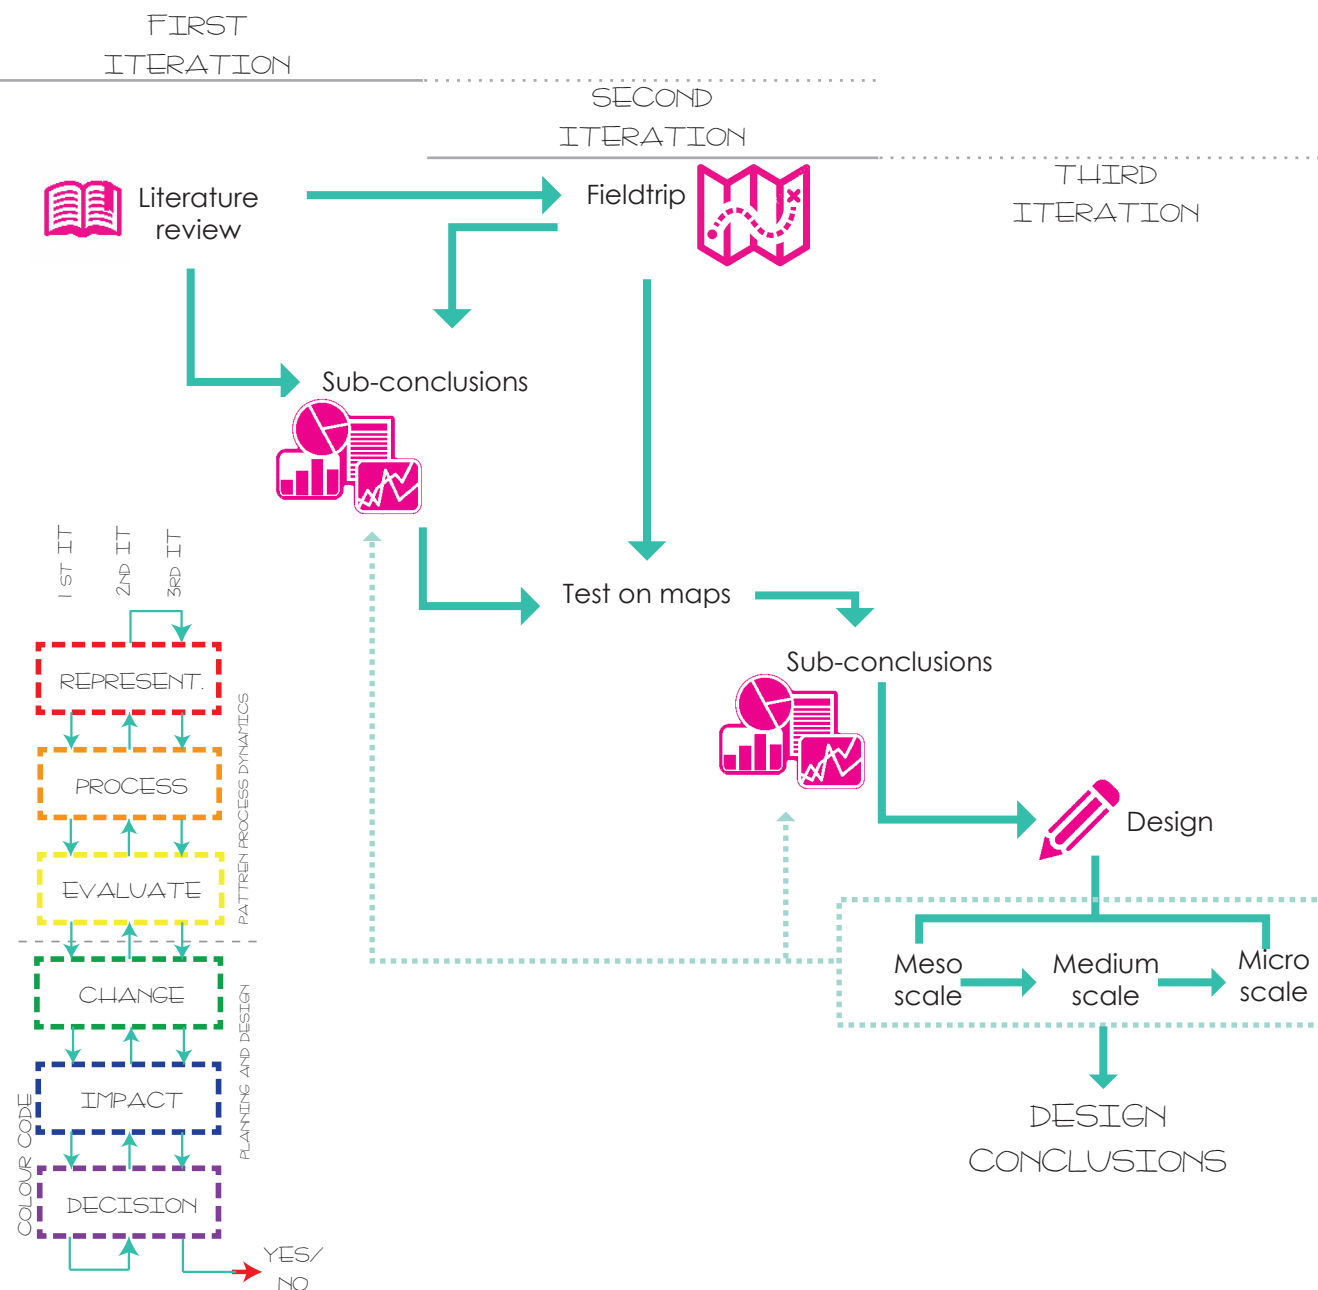 FIRST
ITERATION
SECOND
ITERATION
THIRD
ITERATION
Literature
review
Fieldtrip
Sub-conclusions
Test on maps
Sub-conclusions
Design
Meso
scale
Medium
scale
Micro
scale
DESIGN
CONCLUSIONS
1 ST IT
2ND IT
3RD IT
REPRESENT.
PROCESS
EVALUATE
PATTREN PROCESS DYNAMICS
CHANGE
IMPACT
DECISION
PLANNING AND DESIGN
COLOUR CODE
YES/
NO